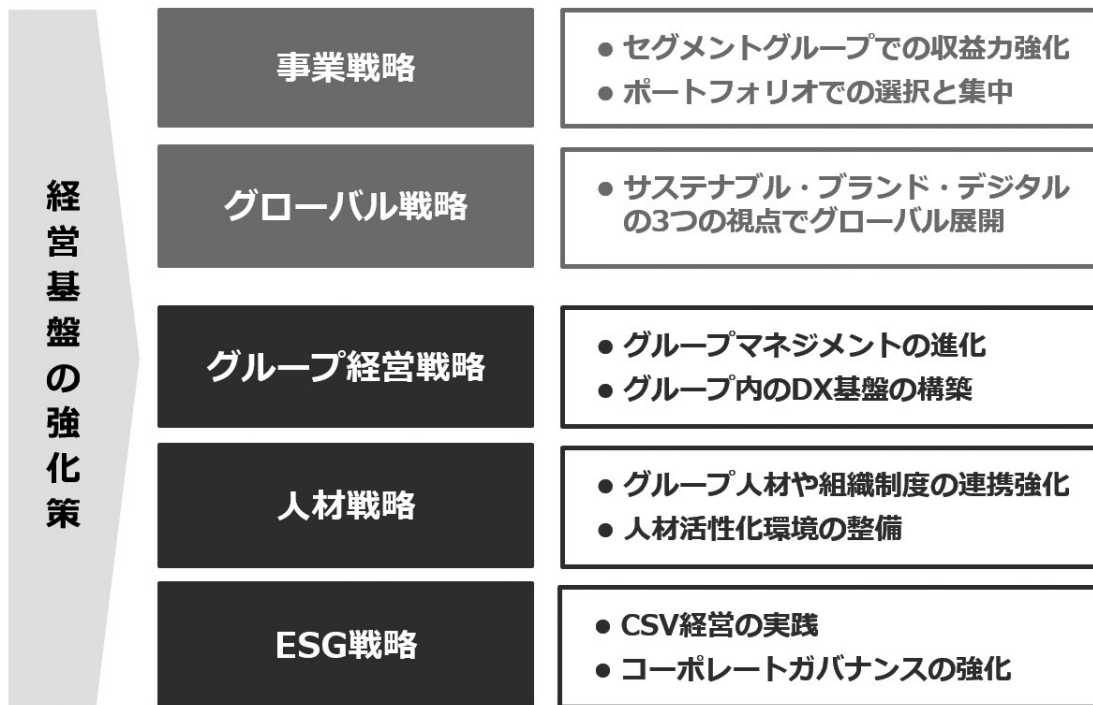 経営基盤の強化策
事業戦略
● セグメントグループでの収益力強化
● ポートフォリオでの選択と集中
グローバル戦略
● サステナブル・ブランド・デジタル
の3つの視点でグローバル展開
グループ経営戦略
● グループマネジメントの進化
● グループ内のDX基盤の構築
人材戦略
● グループ人材や組織制度の連携強化
● 人材活性化環境の整備
ESG戦略
● CSV経営の実践
● コーポレートガバナンスの強化